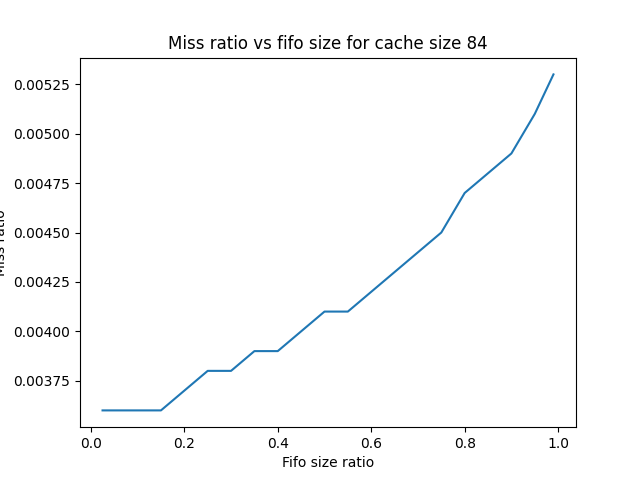 Miss ratio vs fifo size for cache size 84
0.00525
0.00500
0.00475
0.00450
0.00425
0.00400
0.00375
Miss ratio
0.0 0.2 0.4 0.6 0.8 1.0
Fifo size ratio